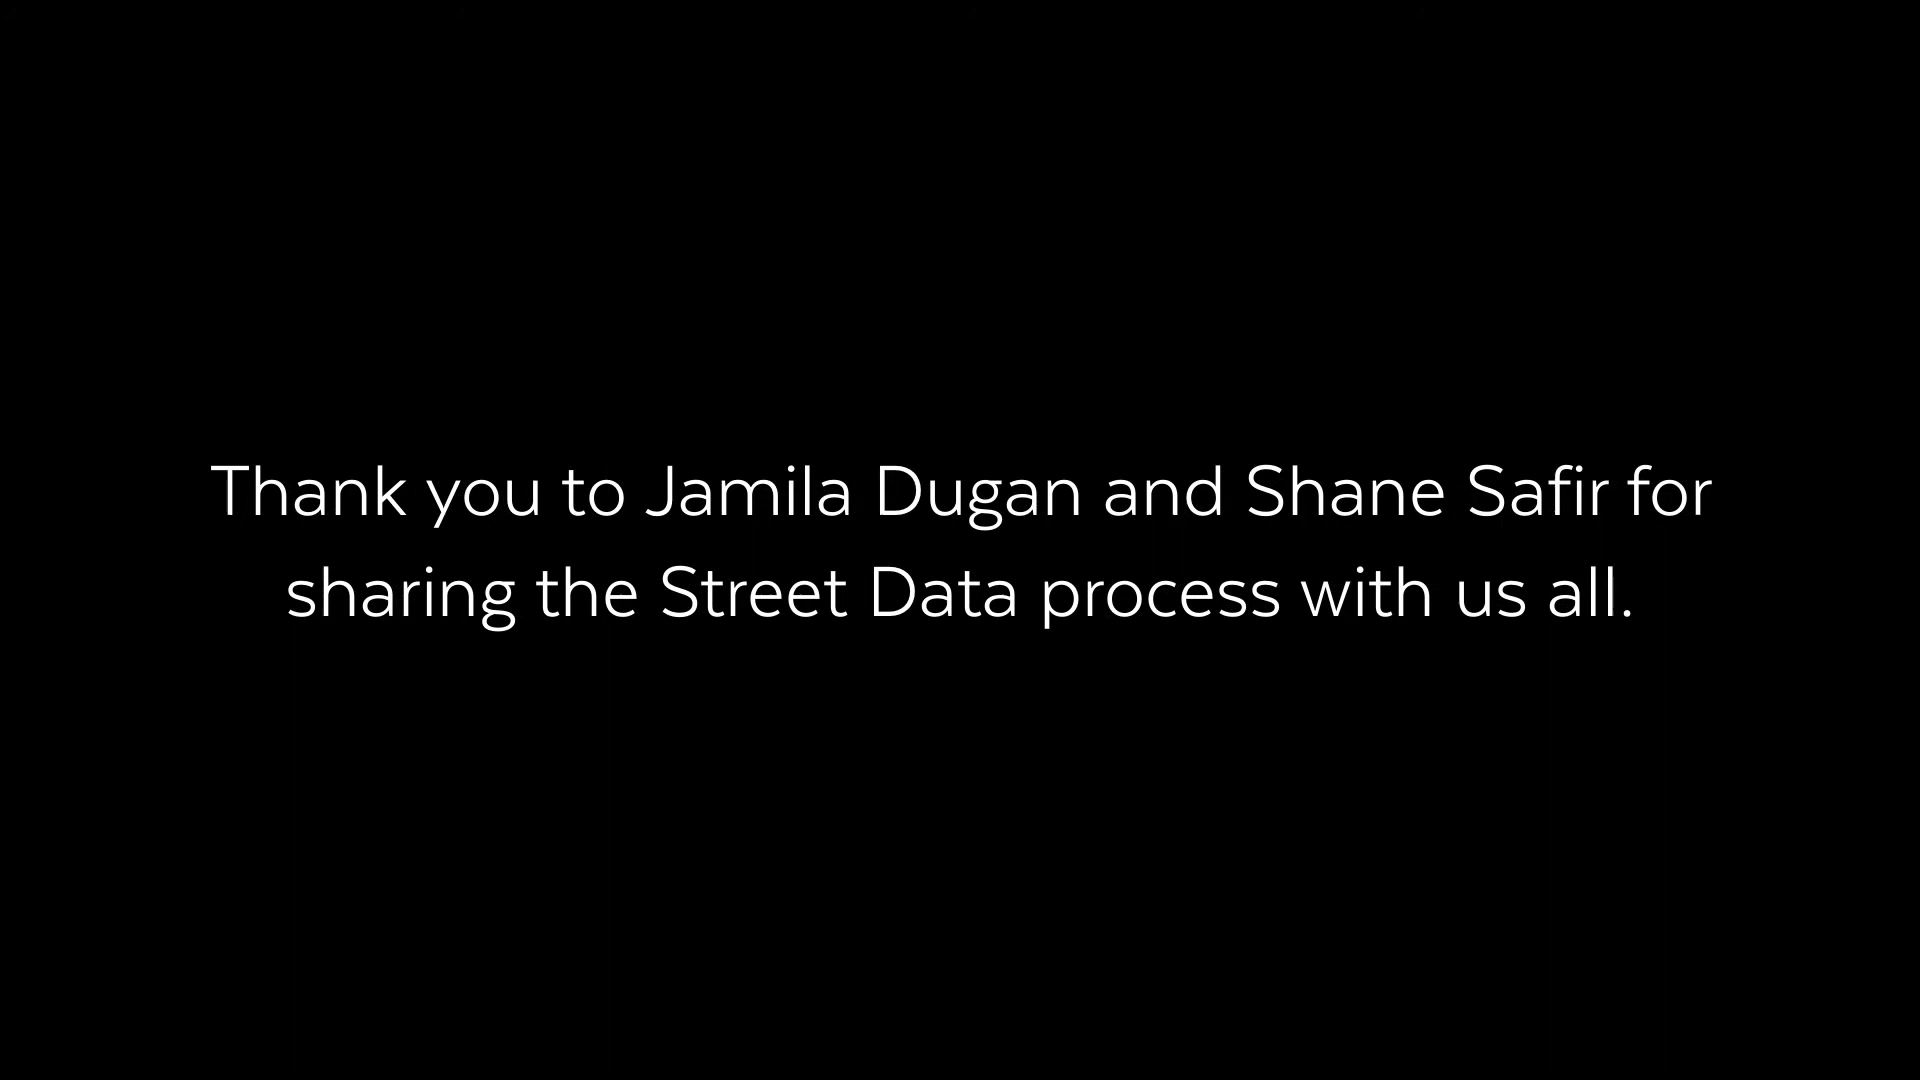 Thank you to Jamila Dugan and Shane Safir for
sharing the Street Data process with us all.